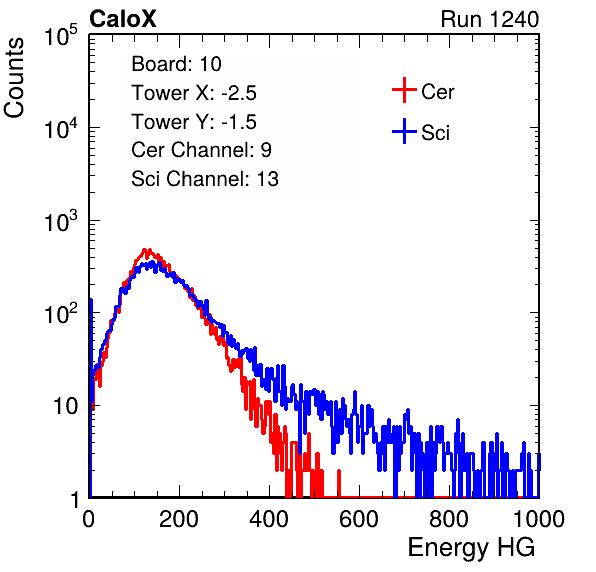 CaloX Run 1240
Counts
10^5
10^4
10^3
10^2
10
1
Board: 10
Tower X: -2.5
Tower Y: -1.5
Cer Channel: 9
Sci Channel: 13
Cer
Sci
0 200 400 600 800 1000
Energy HG